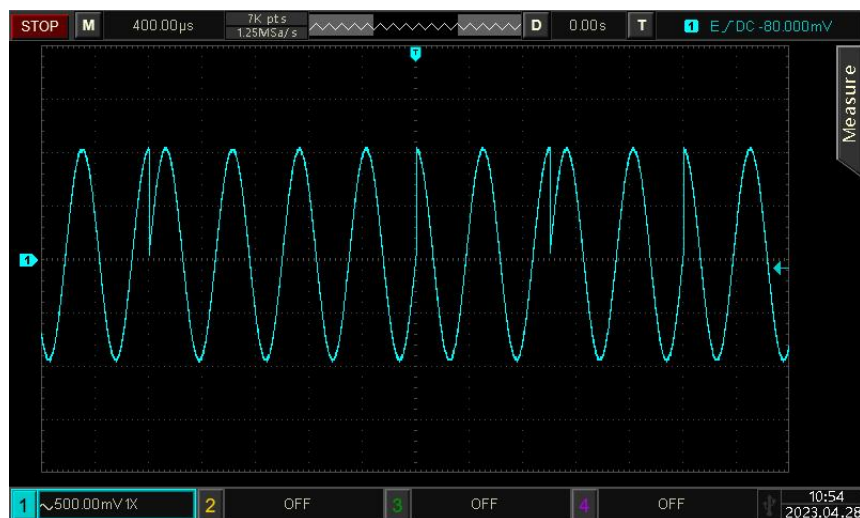 STOP M 400.00µs 7K pts D 0.00s T 1 E DC -80.000mV
1.25MSa/s
T
Measure
1
1 500.00mV 1X 2 OFF 3 OFF 4 OFF 10:54
2023.04.28